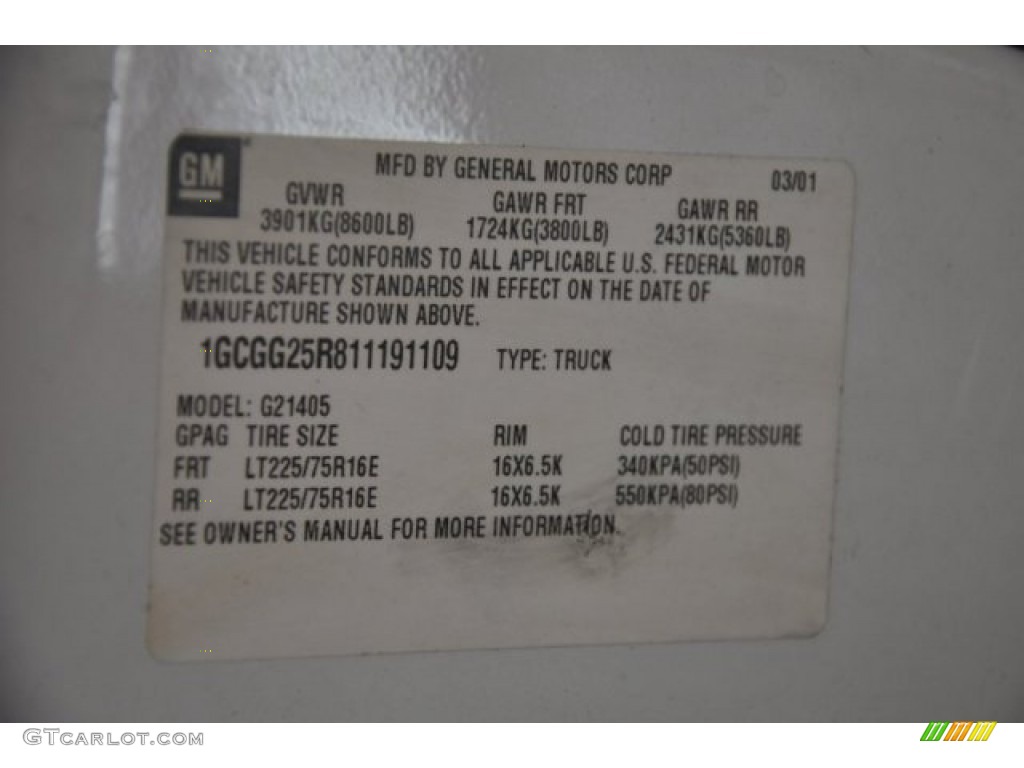 GM
MFD BY GENERAL MOTORS CORP 03/01
GVWR GAWR FRT GAWR RR
3901KG(8600LB) 1724KG(3800LB) 2431KG(5360LB)
THIS VEHICLE CONFORMS TO ALL APPLICABLE U.S. FEDERAL MOTOR
VEHICLE SAFETY STANDARDS IN EFFECT ON THE DATE OF
MANUFACTURE SHOWN ABOVE.
1GCGG25R811191109 TYPE: TRUCK
MODEL: G21405
GPAG TIRE SIZE RIM COLD TIRE PRESSURE
FRT LT225/75R16E 16X6.5K 340KPA(50PSI)
RR LT225/75R16E 16X6.5K 550KPA(80PSI)
SEE OWNER'S MANUAL FOR MORE INFORMATION.
GTCARLOT.COM